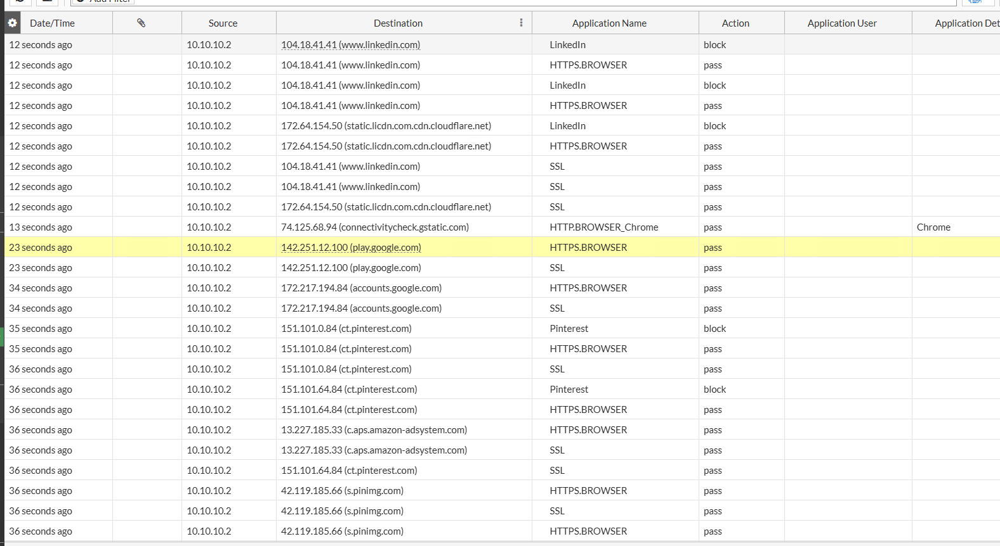 Add Filter
Date/Time Source Destination Application Name Action Application User Application Det
12 seconds ago 10.10.10.2 104.18.41.41 (www.linkedin.com) LinkedIn block
12 seconds ago 10.10.10.2 104.18.41.41 (www.linkedin.com) HTTPS.BROWSER pass
12 seconds ago 10.10.10.2 104.18.41.41 (www.linkedin.com) LinkedIn block
12 seconds ago 10.10.10.2 104.18.41.41 (www.linkedin.com) HTTPS.BROWSER pass
12 seconds ago 10.10.10.2 172.64.154.50 (static.licdn.com.cdn.cloudflare.net) LinkedIn block
12 seconds ago 10.10.10.2 172.64.154.50 (static.licdn.com.cdn.cloudflare.net) HTTPS.BROWSER pass
12 seconds ago 10.10.10.2 104.18.41.41 (www.linkedin.com) SSL pass
12 seconds ago 10.10.10.2 104.18.41.41 (www.linkedin.com) SSL pass
12 seconds ago 10.10.10.2 172.64.154.50 (static.licdn.com.cdn.cloudflare.net) SSL pass
13 seconds ago 10.10.10.2 74.125.68.94 (connectivitycheck.gstatic.com) HTTP.BROWSER_Chrome pass Chrome
23 seconds ago 10.10.10.2 142.251.12.100 (play.google.com) HTTPS.BROWSER pass
23 seconds ago 10.10.10.2 142.251.12.100 (play.google.com) SSL pass
34 seconds ago 10.10.10.2 172.217.194.84 (accounts.google.com) HTTPS.BROWSER pass
34 seconds ago 10.10.10.2 172.217.194.84 (accounts.google.com) SSL pass
35 seconds ago 10.10.10.2 151.101.0.84 (ct.pinterest.com) Pinterest block
35 seconds ago 10.10.10.2 151.101.0.84 (ct.pinterest.com) HTTPS.BROWSER pass
36 seconds ago 10.10.10.2 151.101.0.84 (ct.pinterest.com) SSL pass
36 seconds ago 10.10.10.2 151.101.64.84 (ct.pinterest.com) Pinterest block
36 seconds ago 10.10.10.2 151.101.64.84 (ct.pinterest.com) HTTPS.BROWSER pass
36 seconds ago 10.10.10.2 13.227.185.33 (c.aps.amazon-adsystem.com) HTTPS.BROWSER pass
36 seconds ago 10.10.10.2 13.227.185.33 (c.aps.amazon-adsystem.com) SSL pass
36 seconds ago 10.10.10.2 151.101.64.84 (ct.pinterest.com) SSL pass
36 seconds ago 10.10.10.2 42.119.185.66 (s.pinimg.com) HTTPS.BROWSER pass
36 seconds ago 10.10.10.2 42.119.185.66 (s.pinimg.com) SSL pass
36 seconds ago 10.10.10.2 42.119.185.66 (s.pinimg.com) HTTPS.BROWSER pass